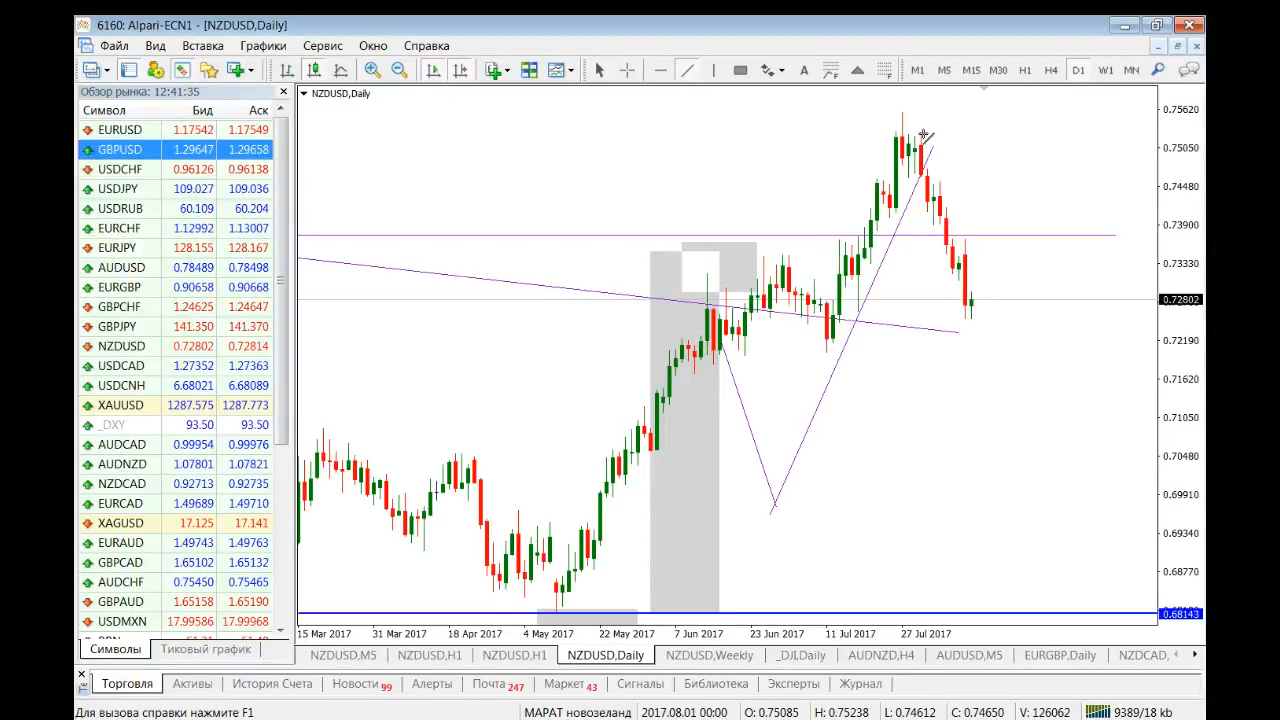 6160: Alpari-ECN1 - [NZDUSD,Daily]
Файл Вид Вставка Графики Сервис Окно Справка
A M1 M5 M15 M30 H1 H4 D1 W1 MN
Обзор рынка: 12:41:35
Символ Бид Аск
EURUSD 1.17542 1.17549
GBPUSD 1.29647 1.29658
USDCHF 0.96126 0.96138
USDJPY 109.027 109.036
USDRUB 60.109 60.204
EURCHF 1.12992 1.13007
EURJPY 128.155 128.167
AUDUSD 0.78489 0.78498
EURGBP 0.90658 0.90668
GBPCHF 1.24625 1.24647
GBPJPY 141.350 141.370
NZDUSD 0.72802 0.72814
USDCAD 1.27352 1.27363
USDCNH 6.68021 6.68089
XAUUSD 1287.575 1287.773
_DXY 93.50 93.50
AUDCAD 0.99954 0.99976
AUDNZD 1.07801 1.07821
NZDCAD 0.92713 0.92735
EURCAD 1.49689 1.49710
XAGUSD 17.125 17.141
EURAUD 1.49743 1.49763
GBPCAD 1.65102 1.65132
AUDCHF 0.75450 0.75465
GBPAUD 1.65158 1.65190
USDMXN 17.99586 17.99968
Символы Тиковый график
NZDUSD,Daily
0.75620
0.75050
0.74480
0.73900
0.73330
0.72802
0.72190
0.71620
0.71050
0.70480
0.69910
0.69340
0.68770
0.68143
15 Mar 2017 31 Mar 2017 18 Apr 2017 4 May 2017 22 May 2017 7 Jun 2017 23 Jun 2017 11 Jul 2017 27 Jul 2017
NZDUSD,M5 NZDUSD,H1 NZDUSD,H1 NZDUSD,Daily NZDUSD,Weekly _DJI,Daily AUDNZD,H4 AUDUSD,M5 EURGBP,Daily NZDCAD,
Торговля Активы История Счета Новости 99 Алерты Почта 247 Маркет 43 Сигналы Библиотека Эксперты Журнал
Для вызова справки нажмите F1 МАРАТ новозеланд 2017.08.01 00:00 O: 0.75085 H: 0.75238 L: 0.74612 C: 0.74650 V: 126062 9389/18 kb